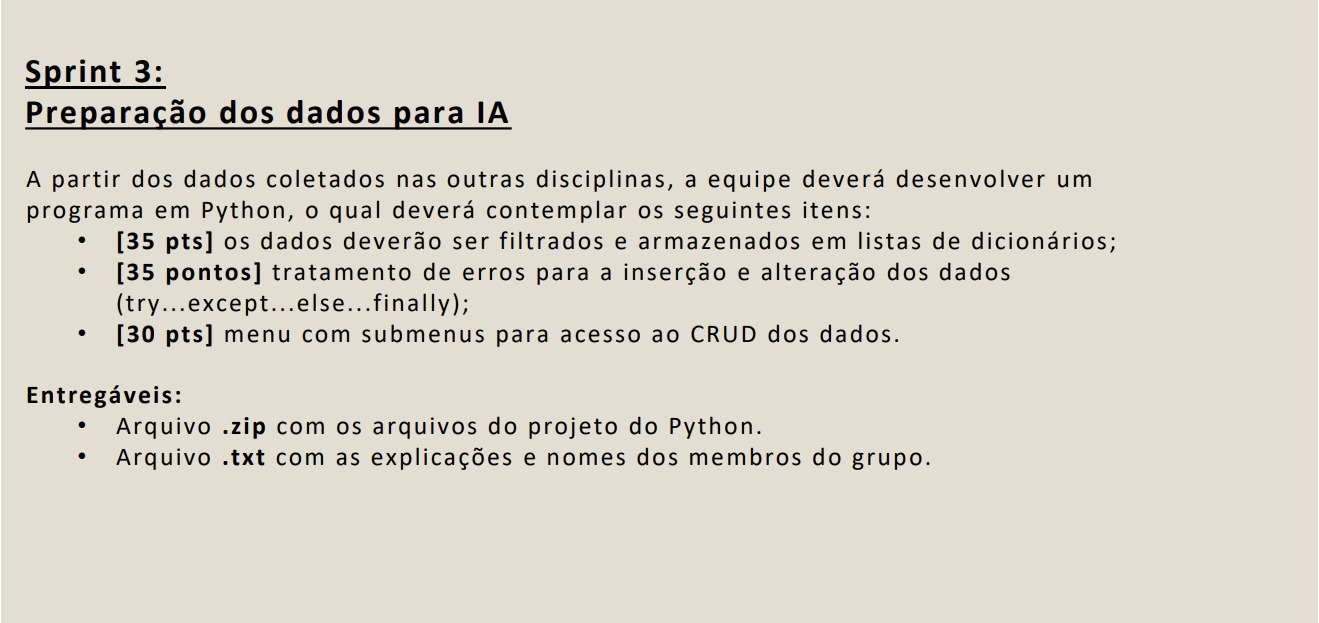 Sprint 3:
Preparação dos dados para IA
A partir dos dados coletados nas outras disciplinas, a equipe deverá desenvolver um
programa em Python, o qual deverá contemplar os seguintes itens:
• [35 pts] os dados deverão ser filtrados e armazenados em listas de dicionários;
• [35 pontos] tratamento de erros para a inserção e alteração dos dados
(try...except...else...finally);
• [30 pts] menu com submenus para acesso ao CRUD dos dados.
Entregáveis:
• Arquivo .zip com os arquivos do projeto do Python.
• Arquivo .txt com as explicações e nomes dos membros do grupo.